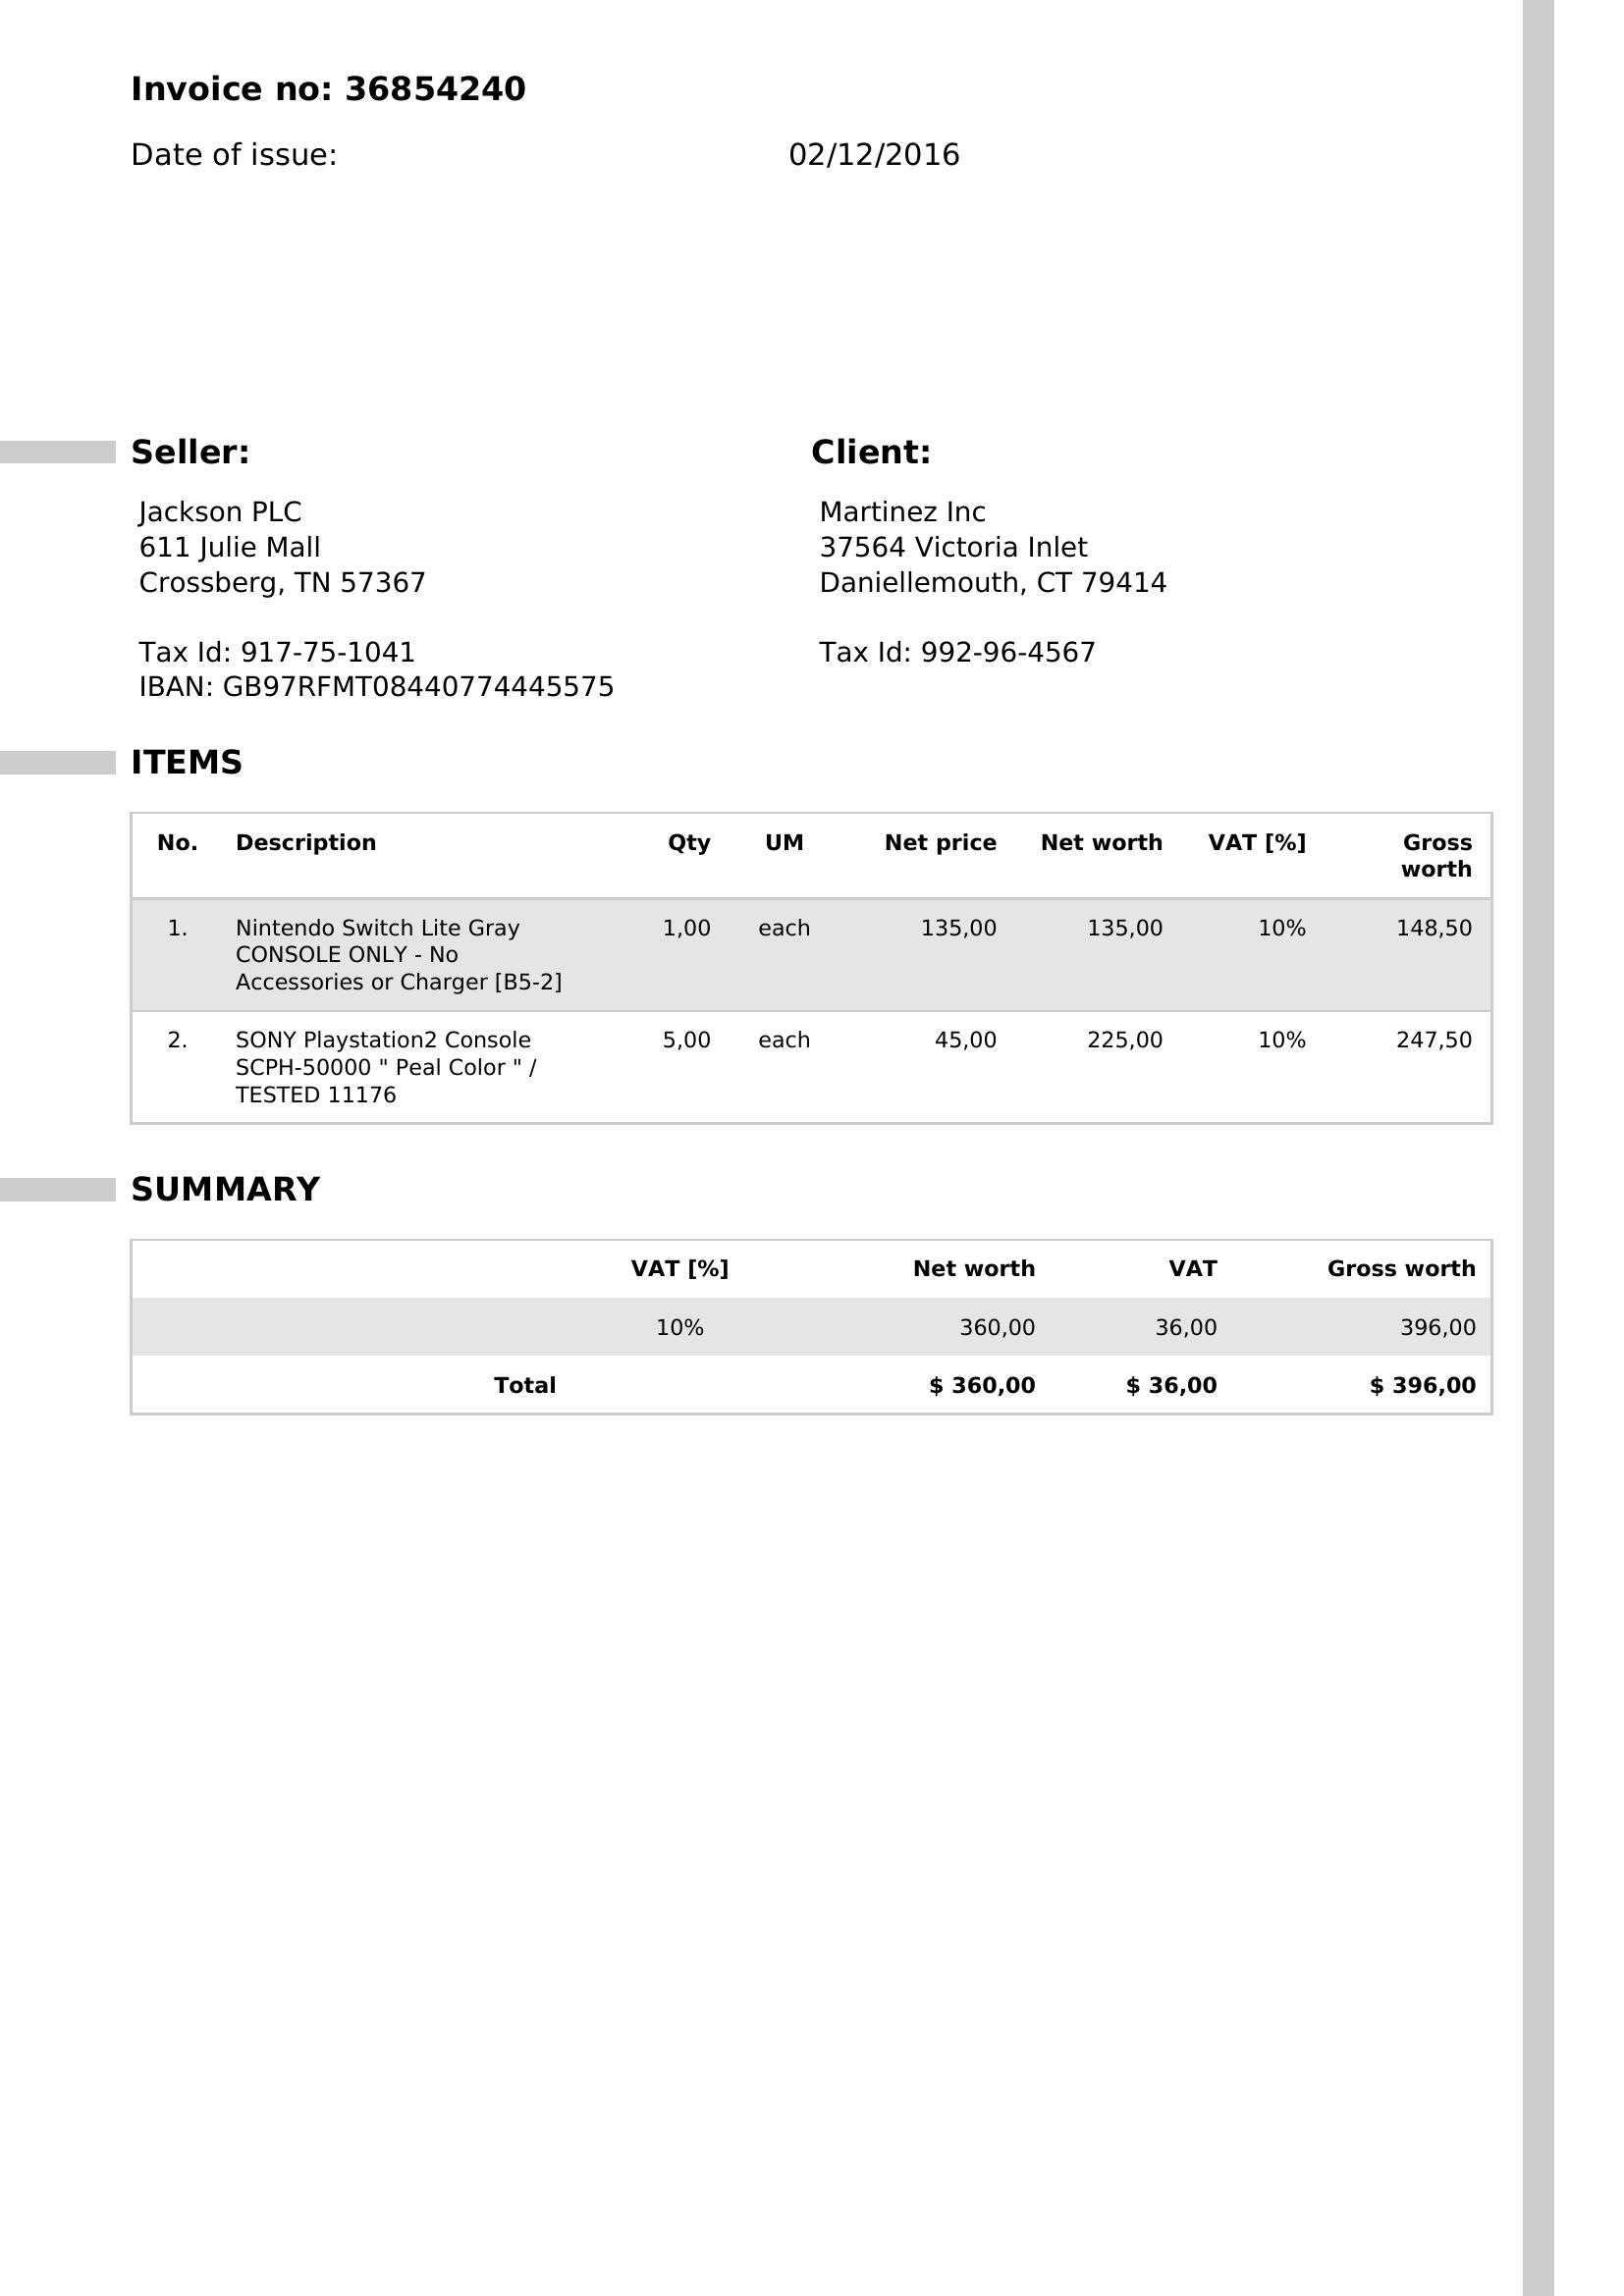 Invoice no: 36854240
Date of issue: 02/12/2016
Seller:
Jackson PLC
611 Julie Mall
Crossberg, TN 57367
Tax Id: 917-75-1041
IBAN: GB97RFMT08440774445575
Client:
Martinez Inc
37564 Victoria Inlet
Daniellemouth, CT 79414
Tax Id: 992-96-4567
ITEMS
No. Description Qty UM Net price Net worth VAT [%] Gross
worth
1. Nintendo Switch Lite Gray 1,00 each 135,00 135,00 10% 148,50
CONSOLE ONLY - No
Accessories or Charger [B5-2]
2. SONY Playstation2 Console 5,00 each 45,00 225,00 10% 247,50
SCPH-50000 " Peal Color " /
TESTED 11176
SUMMARY
VAT [%] Net worth VAT Gross worth
10% 360,00 36,00 396,00
Total $ 360,00 $ 36,00 $ 396,00